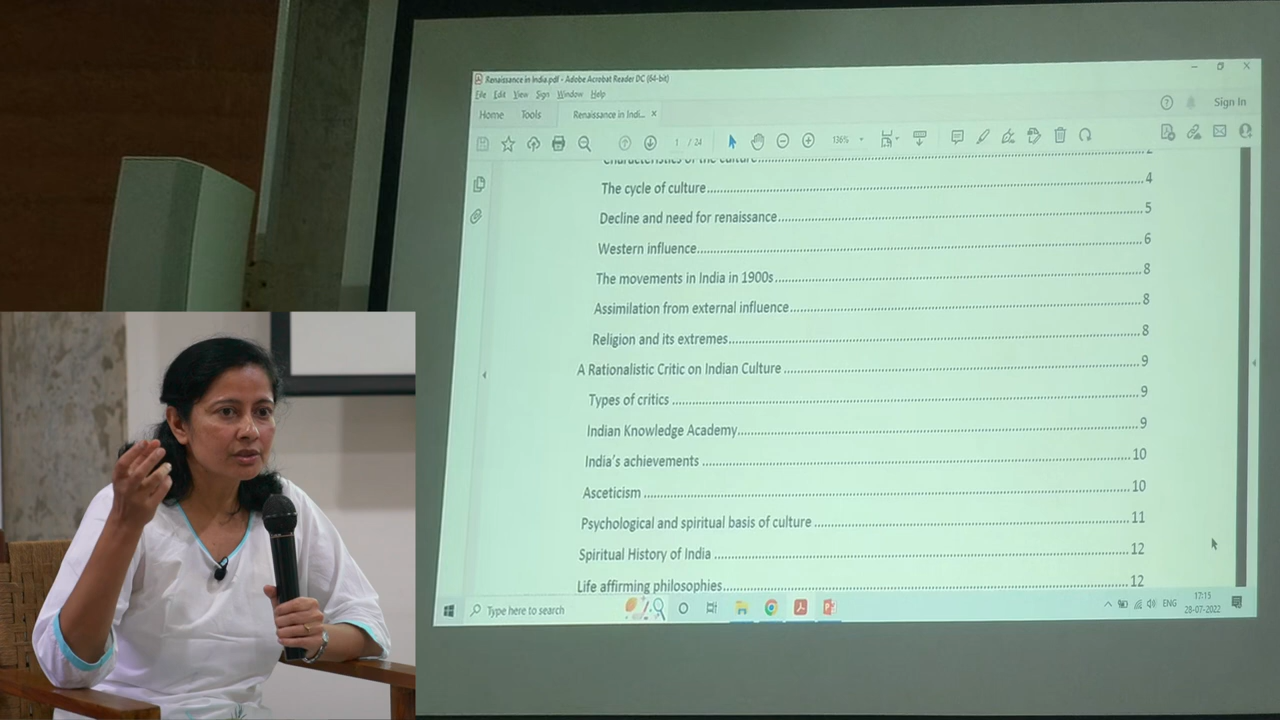 Renaissance in India.pdf - Adobe Acrobat Reader DC (64-bit)
File Edit View Sign Window Help
Home Tools Renaissance in Indi... × Sign In
1 / 24 136%
Characteristics of the culture 2
The cycle of culture 4
Decline and need for renaissance 5
Western influence 6
The movements in India in 1900s 8
Assimilation from external influence 8
Religion and its extremes 8
A Rationalistic Critic on Indian Culture 9
Types of critics 9
Indian Knowledge Academy 9
India's achievements 10
Asceticism 10
Psychological and spiritual basis of culture 11
Spiritual History of India 12
Life affirming philosophies 12
Type here to search ENG 17:15
28-07-2022